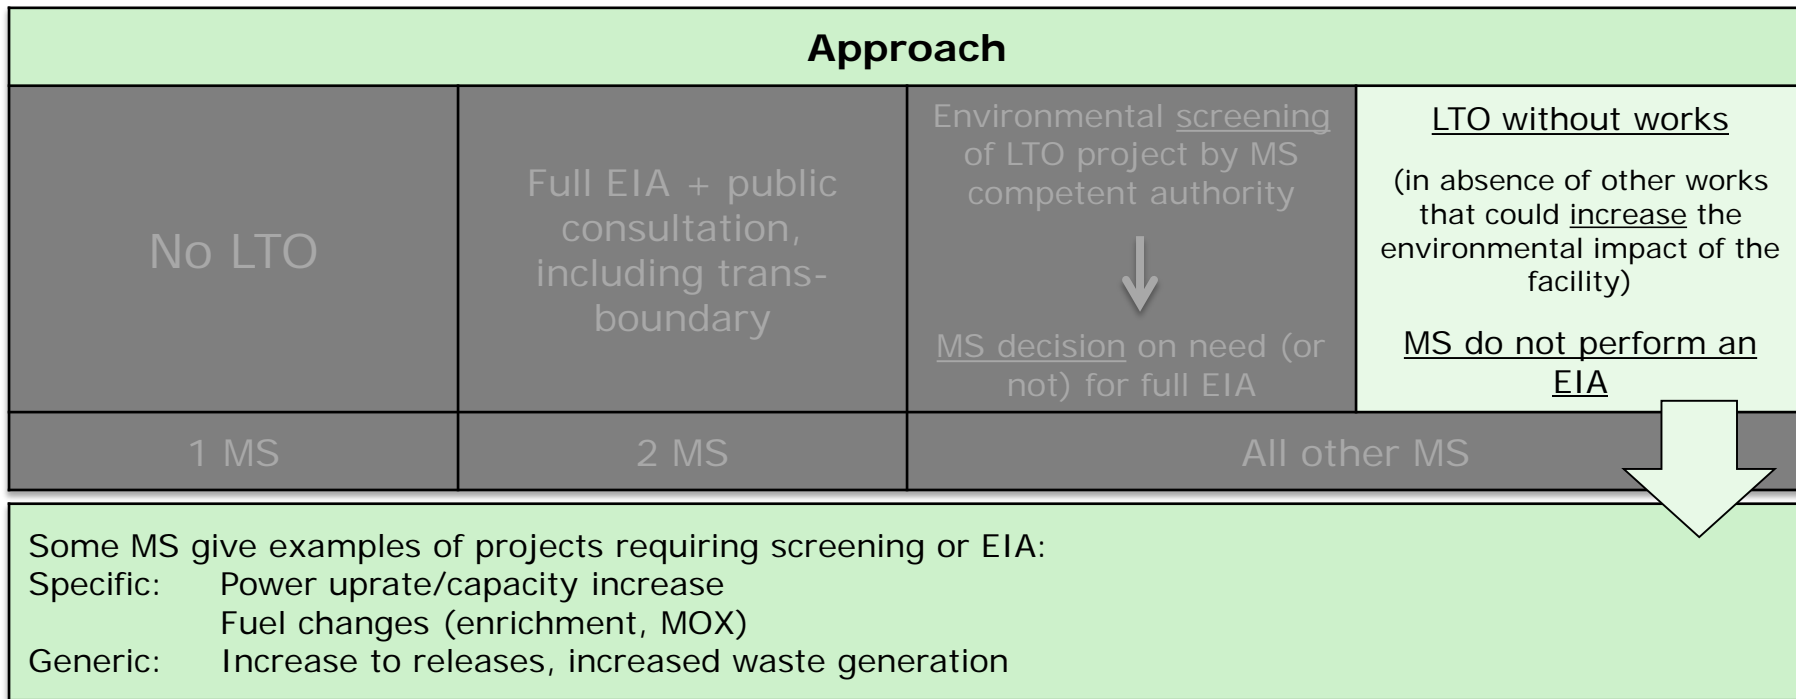 Approach
No LTO
Full EIA + public
consultation,
including trans-
boundary
Environmental screening
of LTO project by MS
competent authority
MS decision on need (or
not) for full EIA
LTO without works
(in absence of other works
that could increase the
environmental impact of the
facility)
MS do not perform an
EIA
1 MS
2 MS
All other MS
Some MS give examples of projects requiring screening or EIA:
Specific: Power uprate/capacity increase
Fuel changes (enrichment, MOX)
Generic: Increase to releases, increased waste generation